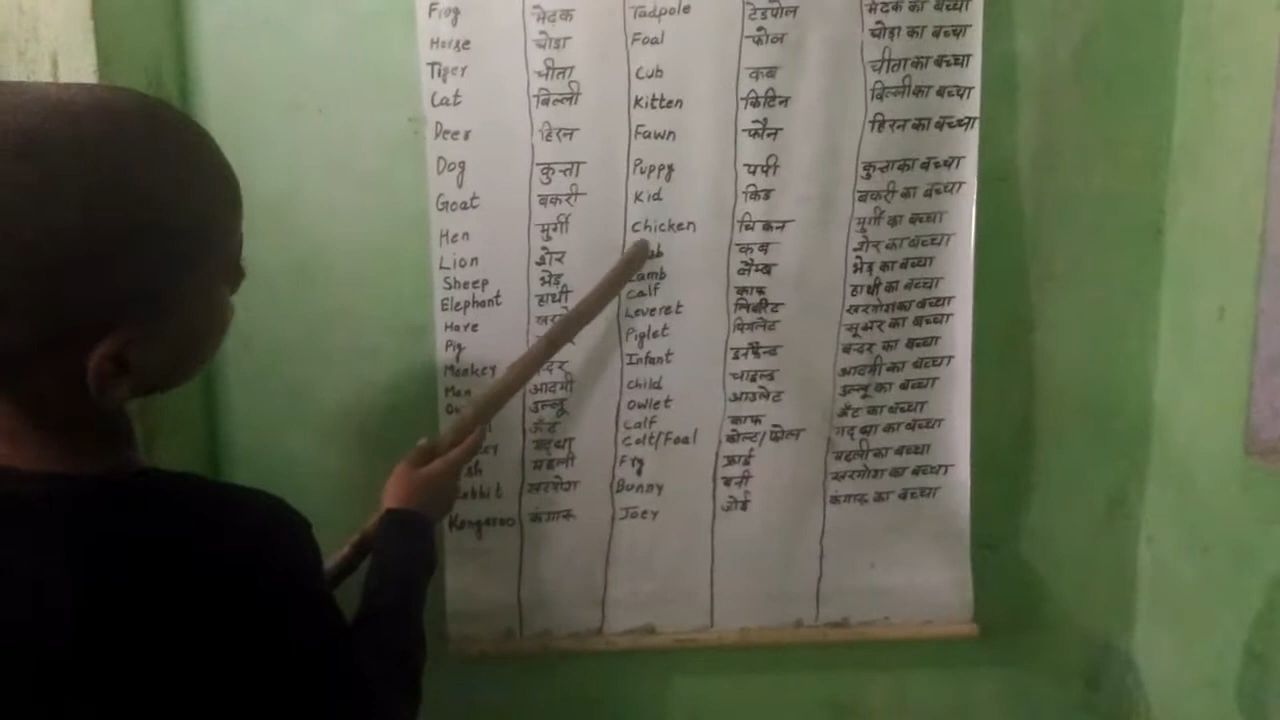 Frog मेंढक Tadpole टेडपोल मेंढक का बच्चा
Horse घोड़ा Foal फोल घोड़ा का बच्चा
Tiger चीता Cub कब चीता का बच्चा
Cat बिल्ली Kitten किटिन बिल्ली का बच्चा
Deer हिरन Fawn फौन हिरन का बच्चा
Dog कुत्ता Puppy पपी कुत्ता का बच्चा
Goat बकरी Kid किड बकरी का बच्चा
Hen मुर्गी Chicken चिकन मुर्गी का बच्चा
Lion शेर कब शेर का बच्चा
Sheep भेड़ Lamb लैम्ब भेड़ का बच्चा
Elephant हाथी Calf काफ हाथी का बच्चा
Hare Leveret लिवरेट खरगोश का बच्चा
Pig Piglet पिगलेट सूअर का बच्चा
Monkey Infant इनफैन्ट बन्दर का बच्चा
Man आदमी Child चाइल्ड आदमी का बच्चा
उल्लू Owlet आउलेट उल्लू का बच्चा
ऊँट Calf काफ ऊँट का बच्चा
गद्धा Colt/Foal कोल्ट/फोल गद्धा का बच्चा
मछली Fry फ्राई मछली का बच्चा
खरगोश Bunny बनी खरगोश का बच्चा
Kangaroo कंगारू Joey जोई कंगारू का बच्चा